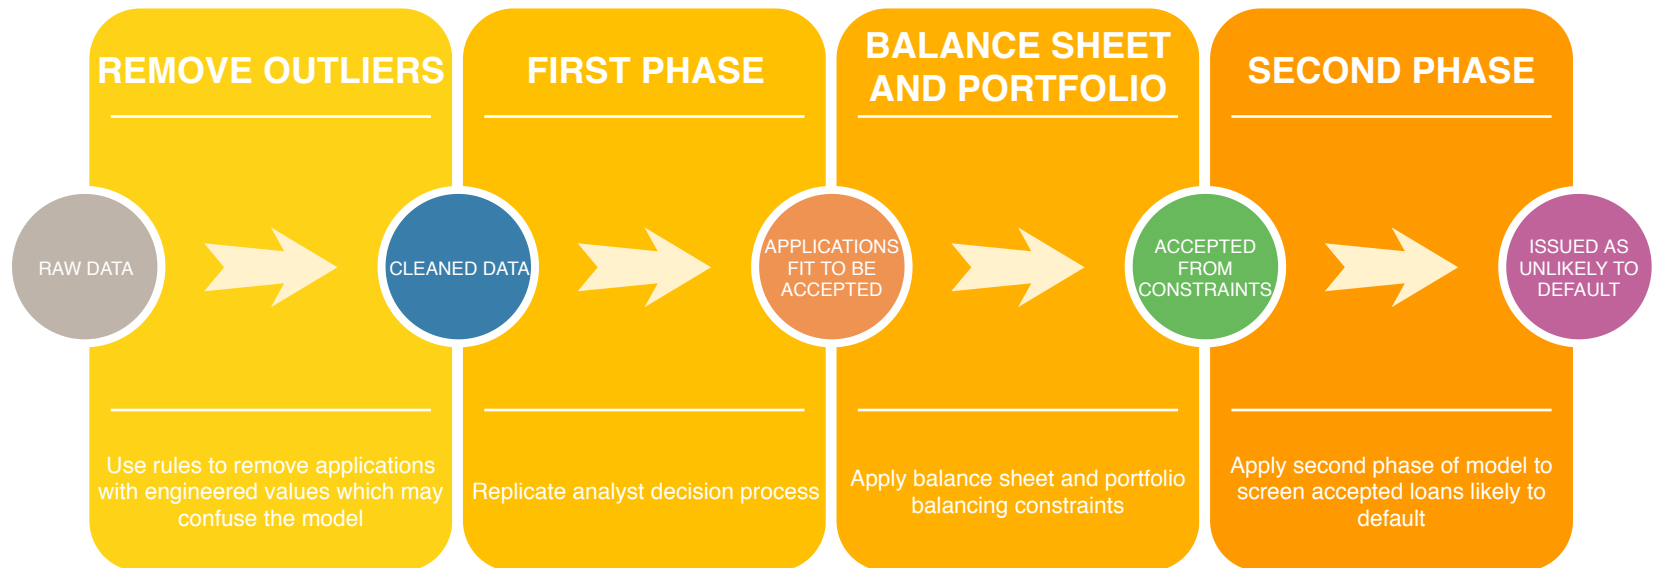 REMOVE OUTLIERS
FIRST PHASE
BALANCE SHEET
AND PORTFOLIO
SECOND PHASE
RAW DATA
CLEANED DATA
APPLICATIONS
FIT TO BE
ACCEPTED
ACCEPTED
FROM
CONSTRAINTS
ISSUED AS
UNLIKELY TO
DEFAULT
Use rules to remove applications
with engineered values which may
confuse the model
Replicate analyst decision process
Apply balance sheet and portfolio
balancing constraints
Apply second phase of model to
screen accepted loans likely to
default